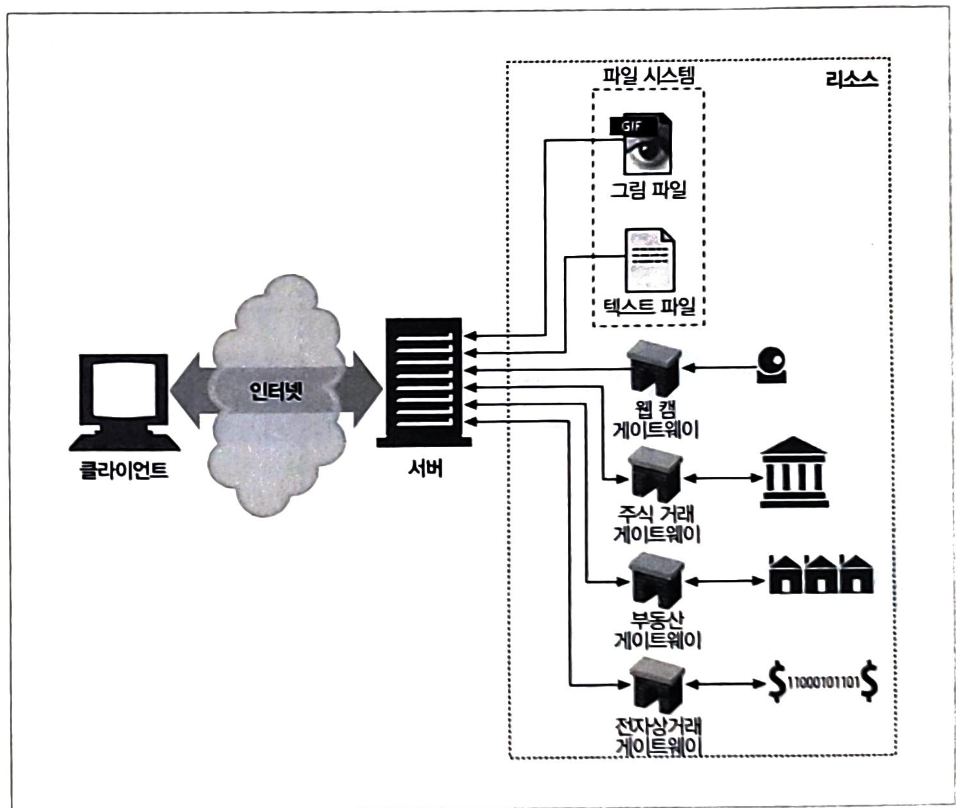 파일 시스템
리소스
GIF
그림 파일
텍스트 파일
인터넷
클라이언트
서버
웹 캠
게이트웨이
주식 거래
게이트웨이
부동산
게이트웨이
$11000101101$
전자상거래
게이트웨이